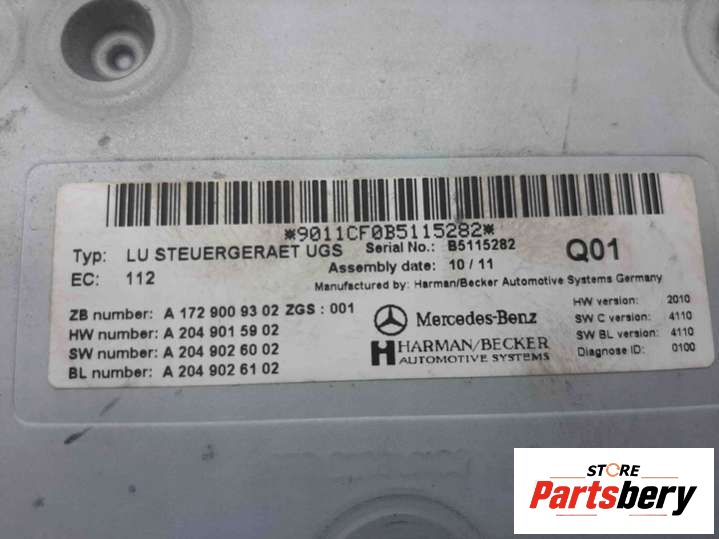 *9011CF0B5115282*
Typ: LU STEUERGERAET UGS Serial No.: B5115282 Q01
EC: 112 Assembly date: 10 / 11
Manufactured by: Harman/Becker Automotive Systems Germany
ZB number: A 172 900 93 02 ZGS : 001
HW number: A 204 901 59 02
SW number: A 204 902 60 02
BL number: A 204 902 61 02
Mercedes-Benz
HARMAN/BECKER
AUTOMOTIVE SYSTEMS
HW version: 2010
SW C version: 4110
SW BL version: 4110
Diagnose ID: 0100
STORE
Partsbery